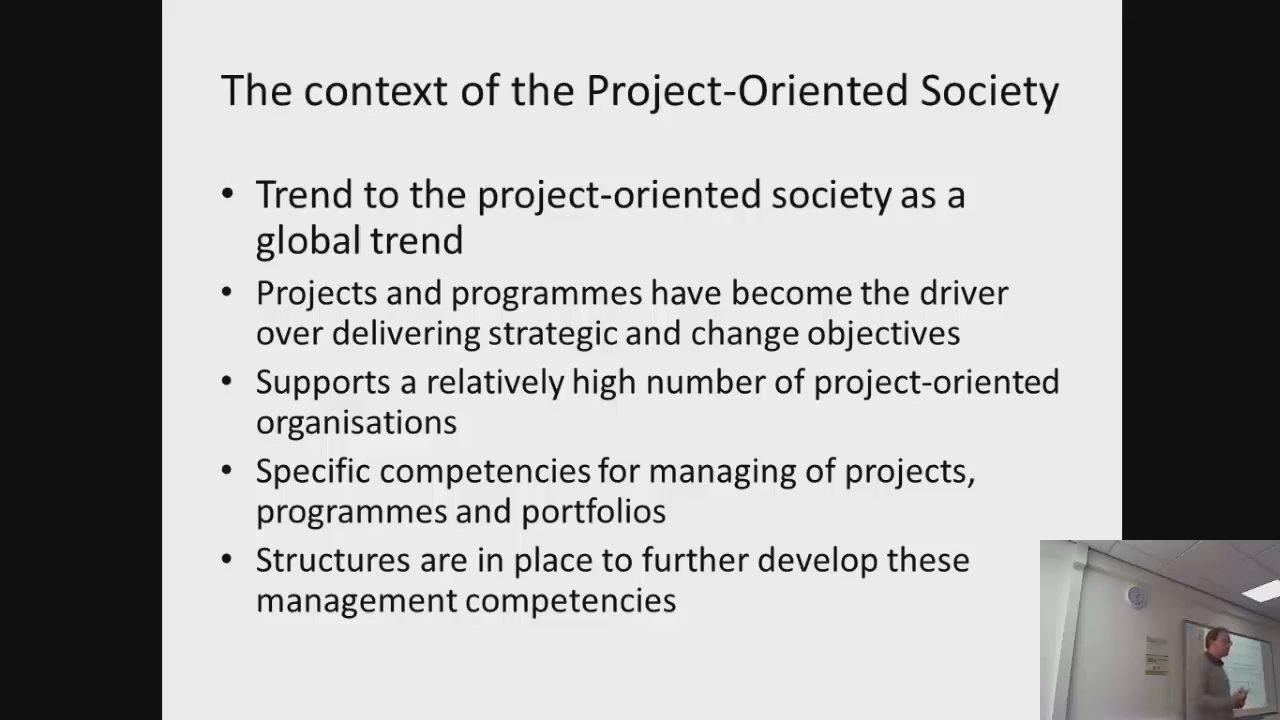 The context of the Project-Oriented Society
• Trend to the project-oriented society as a
global trend
• Projects and programmes have become the driver
over delivering strategic and change objectives
• Supports a relatively high number of project-oriented
organisations
• Specific competencies for managing of projects,
programmes and portfolios
• Structures are in place to further develop these
management competencies